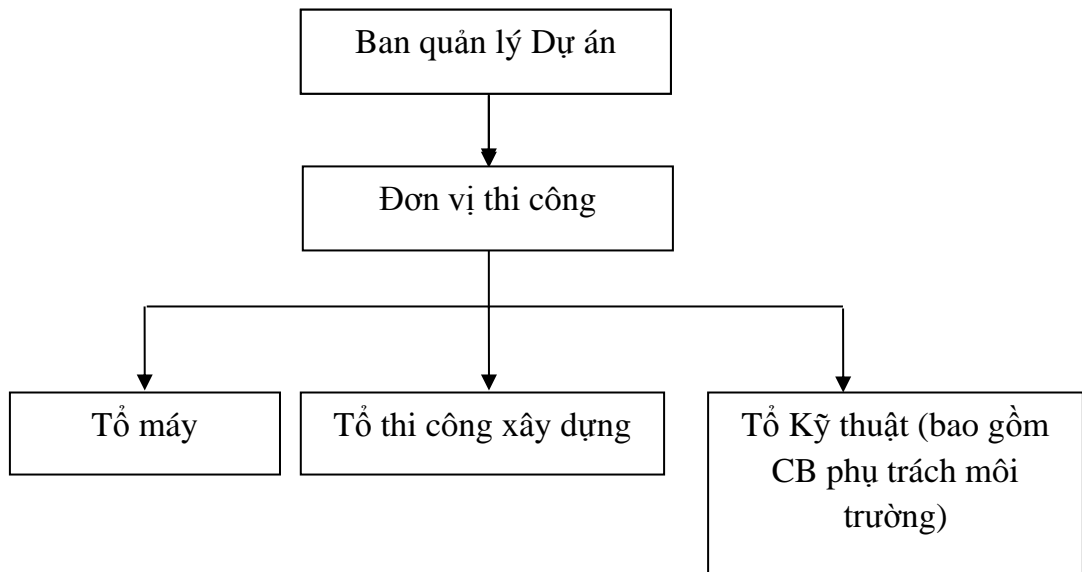 Ban quản lý Dự án
Đơn vị thi công
Tổ máy
Tổ thi công xây dựng
Tổ Kỹ thuật (bao gồm
CB phụ trách môi
trường)